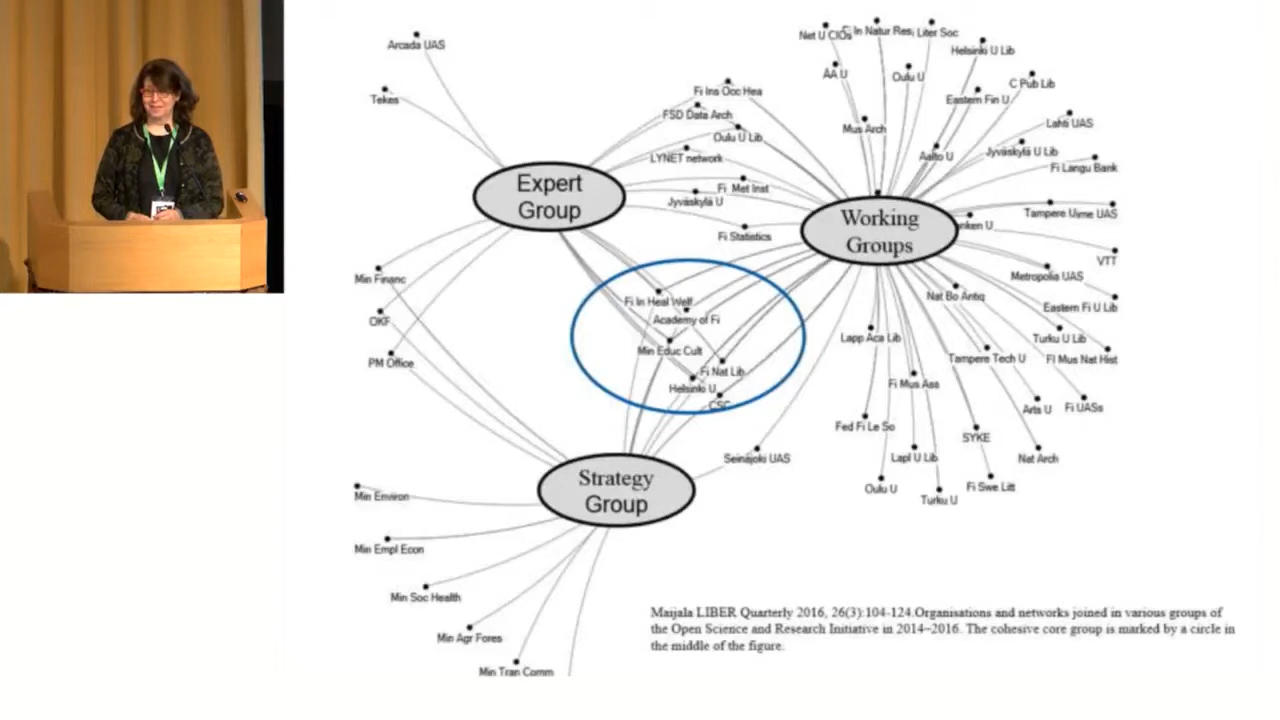 Arcada UAS
Tekes
Expert
Group
Fi Ins Occ Hea
FSD Data Arch
Oulu U Lib
LYNET network
Fi Met Inst
Jyväskylä U
Fi Statistics
Net U CIOs
Fi In Natur Res
Liter Soc
Helsinki U Lib
ÅA U
Oulu U
C Pub Lib
Eastern Fin U
Mus Arch
Lahti UAS
Aalto U
Jyväskylä U Lib
Fi Langu Bank
Working
Groups
nken U
Tampere U
me UAS
VTT
Metropolia UAS
Nat Bo Antiq
Eastern Fi U Lib
Min Financ
OKF
PM Office
Fi In Heal Welf
Academy of Fi
Min Educ Cult
Fi Nat Lib
Helsinki U
CSC
Lapp Aca Lib
Turku U Lib
Tampere Tech U
FI Mus Nat Hist
Fi Mus Ass
Arts U
Fi UASs
Fed Fi Le So
SYKE
Lapl U Lib
Nat Arch
Oulu U
Turku U
Fi Swe Litt
Seinäjoki UAS
Strategy
Group
Min Environ
Min Empl Econ
Min Soc Health
Min Agr Fores
Min Tran Comm
Maijala LIBER Quarterly 2016, 26(3):104-124.Organisations and networks joined in various groups of
the Open Science and Research Initiative in 2014–2016. The cohesive core group is marked by a circle in
the middle of the figure.